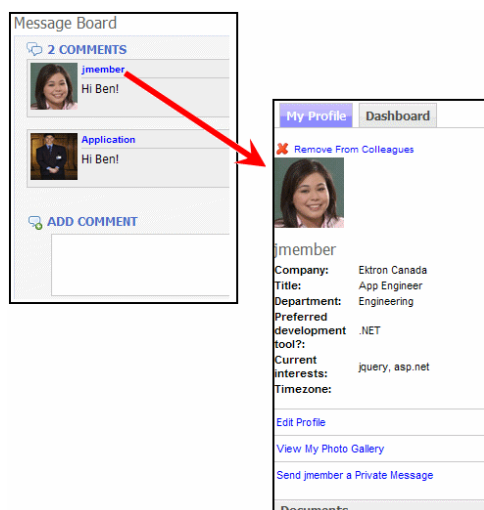 Message Board
2 COMMENTS
jmember
Hi Ben!
Application
Hi Ben!
ADD COMMENT
My Profile Dashboard
Remove From Colleagues
jmember
Company: Ektron Canada
Title: App Engineer
Department: Engineering
Preferred
development .NET
tool?:
Current
interests: jquery, asp.net
Timezone:
Edit Profile
View My Photo Gallery
Send jmember a Private Message
Documents